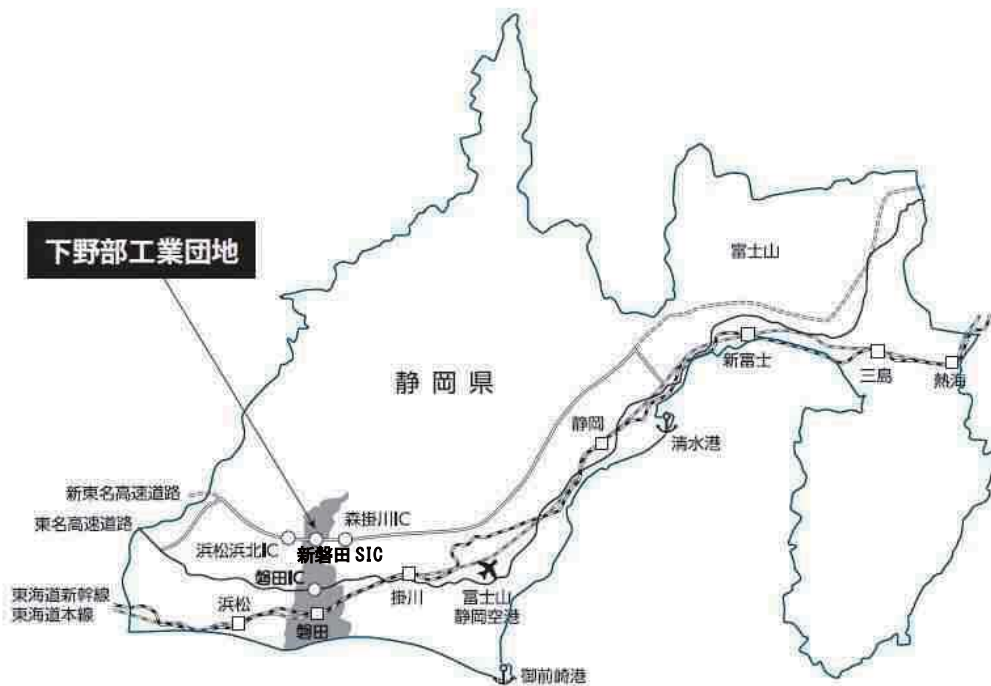 下野部工業団地
富士山
静岡県
新富士
三島
熱海
静岡
清水港
新東名高速道路
東名高速道路
浜松浜北IC
新磐田 SIC
森掛川IC
磐田IC
掛川
富士山
静岡空港
東海道新幹線
東海道本線
浜松
磐田
御前崎港